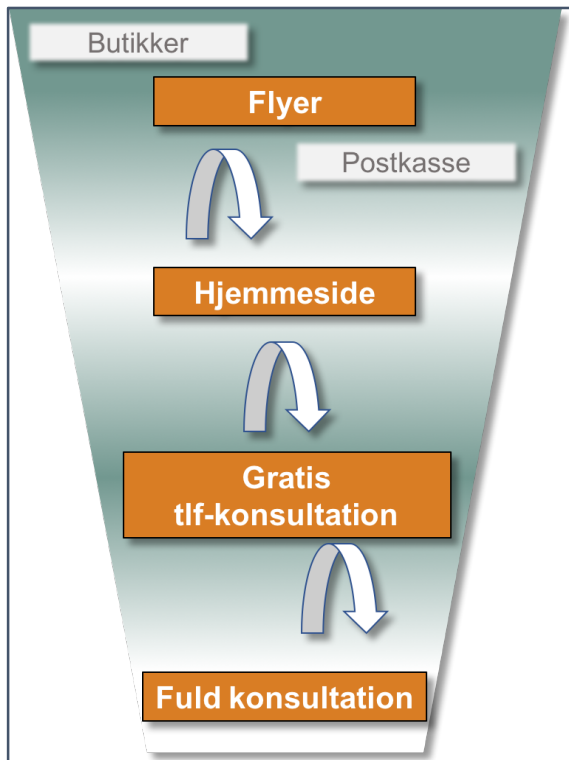 Butikker
Flyer
Postkasse
Hjemmeside
Gratis
tlf-konsultation
Fuld konsultation